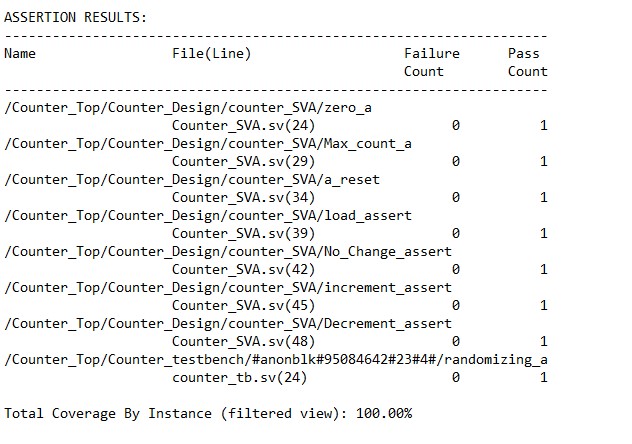 ASSERTION RESULTS:
------------------------------------------------------------------
Name                 File(Line)                   Failure      Pass
                                                  Count        Count
------------------------------------------------------------------
/Counter_Top/Counter_Design/counter_SVA/zero_a
                     Counter_SVA.sv(24)                 0          1
/Counter_Top/Counter_Design/counter_SVA/Max_count_a
                     Counter_SVA.sv(29)                 0          1
/Counter_Top/Counter_Design/counter_SVA/a_reset
                     Counter_SVA.sv(34)                 0          1
/Counter_Top/Counter_Design/counter_SVA/load_assert
                     Counter_SVA.sv(39)                 0          1
/Counter_Top/Counter_Design/counter_SVA/No_Change_assert
                     Counter_SVA.sv(42)                 0          1
/Counter_Top/Counter_Design/counter_SVA/increment_assert
                     Counter_SVA.sv(45)                 0          1
/Counter_Top/Counter_Design/counter_SVA/Decrement_assert
                     Counter_SVA.sv(48)                 0          1
/Counter_Top/Counter_testbench/#anonblk#95084642#23#4#/randomizing_a
                     counter_tb.sv(24)                  0          1
Total Coverage By Instance (filtered view): 100.00%